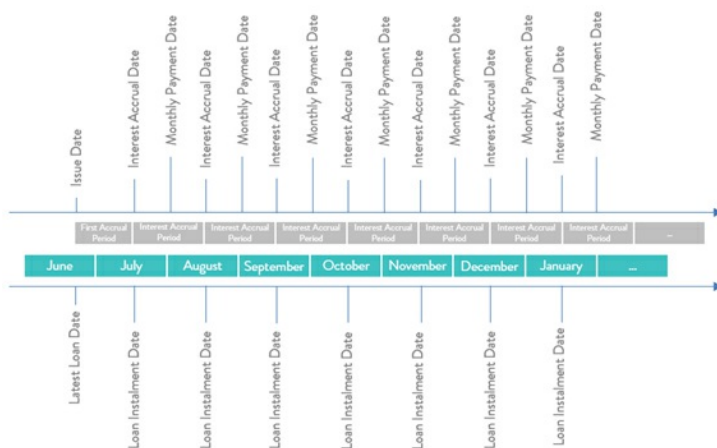 Issue Date
Interest Accrual Date
Monthly Payment Date
Interest Accrual Date
Monthly Payment Date
Interest Accrual Date
Monthly Payment Date
Interest Accrual Date
Monthly Payment Date
Interest Accrual Date
Monthly Payment Date
Interest Accrual Date
Monthly Payment Date
Interest Accrual Date
Monthly Payment Date
First Accrual
Period
Interest Accrual
Period
Interest Accrual
Period
Interest Accrual
Period
Interest Accrual
Period
Interest Accrual
Period
Interest Accrual
Period
Interest Accrual
Period
...
June
July
August
September
October
November
December
January
...
Latest Loan Date
Loan Instalment Date
Loan Instalment Date
Loan Instalment Date
Loan Instalment Date
Loan Instalment Date
Loan Instalment Date
Loan Instalment Date